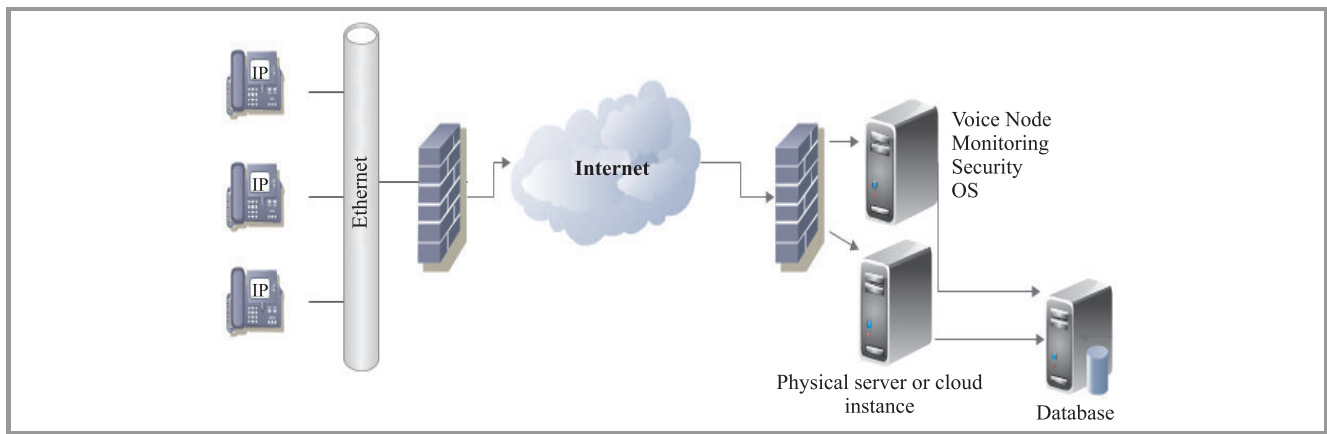 IP
IP
IP
Ethernet
Internet
Voice Node
Monitoring
Security
OS
Physical server or cloud
instance
Database